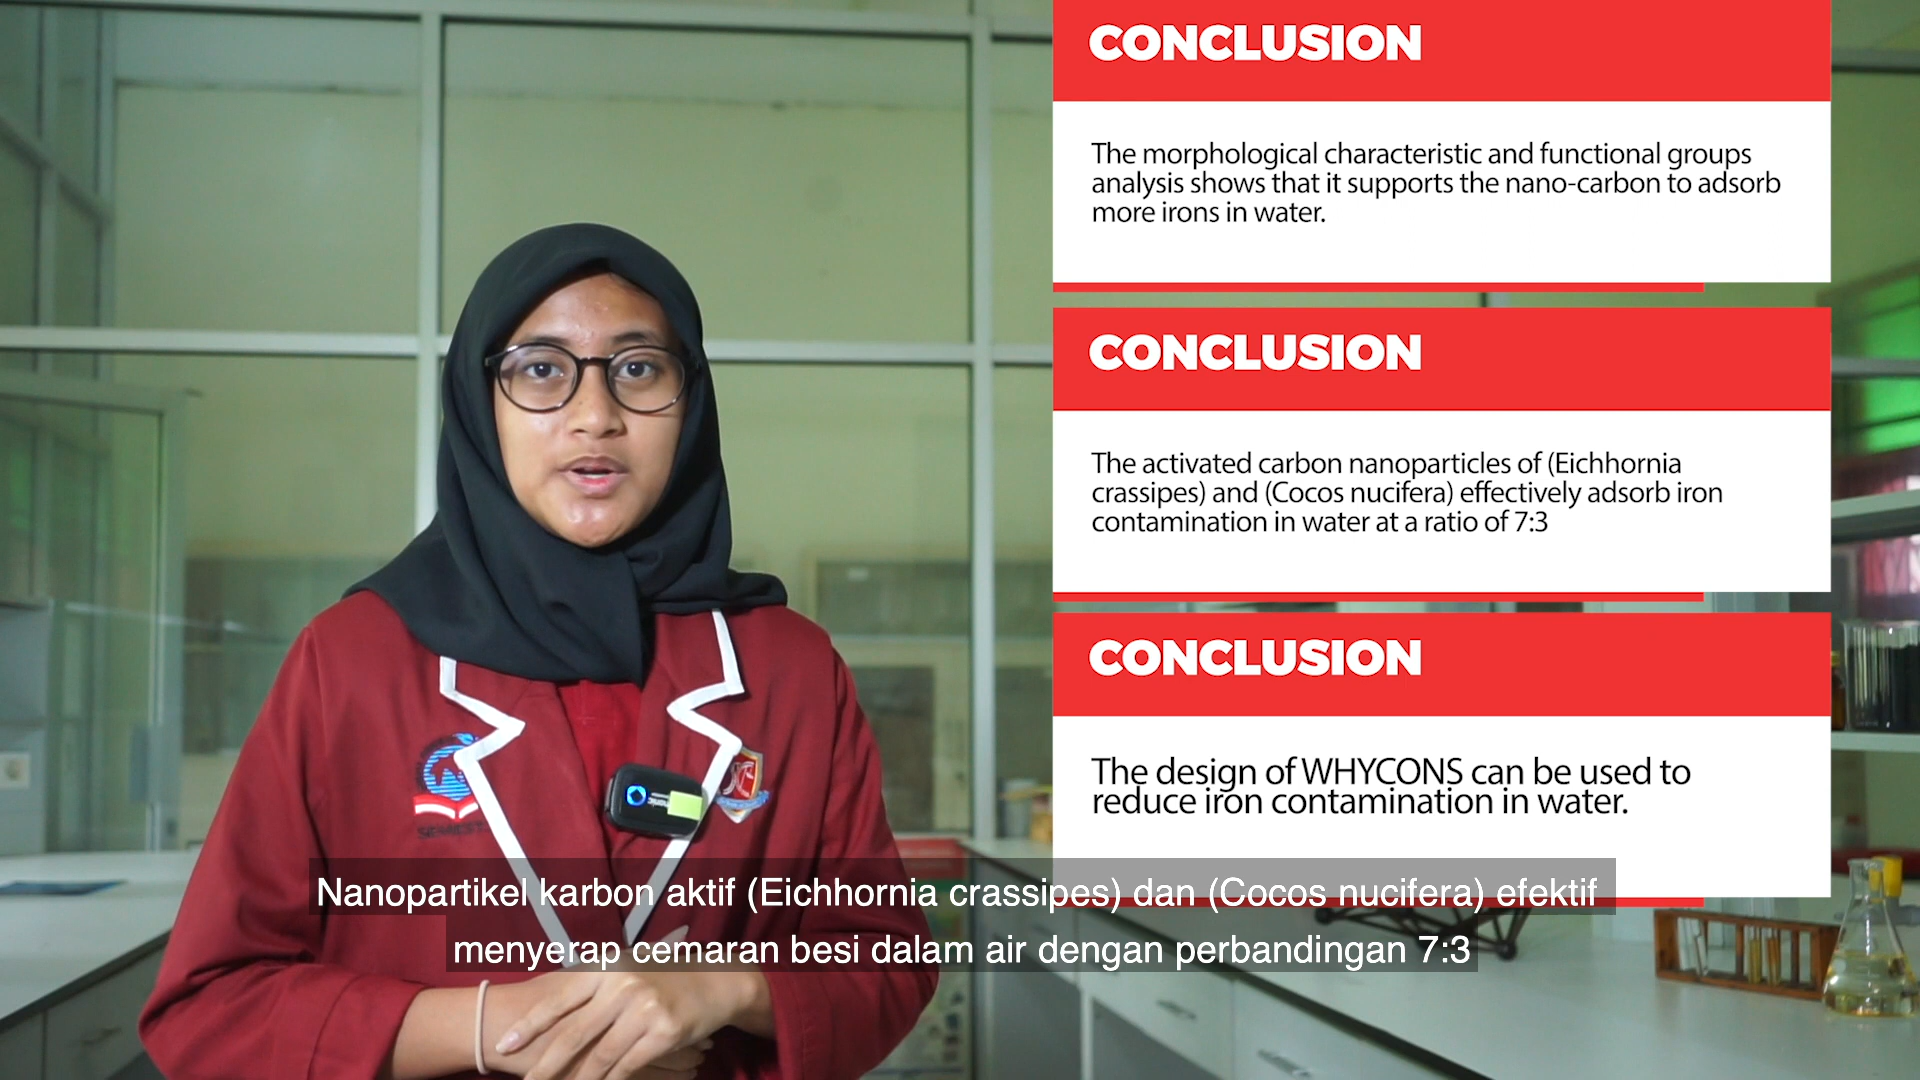 CONCLUSION
The morphological characteristic and functional groups
analysis shows that it supports the nano-carbon to adsorb
more irons in water.
CONCLUSION
The activated carbon nanoparticles of (Eichhornia
crassipes) and (Cocos nucifera) effectively adsorb iron
contamination in water at a ratio of 7:3
CONCLUSION
The design of WHYCONS can be used to
reduce iron contamination in water.
Nanopartikel karbon aktif (Eichhornia crassipes) dan (Cocos nucifera) efektif
menyerap cemaran besi dalam air dengan perbandingan 7:3